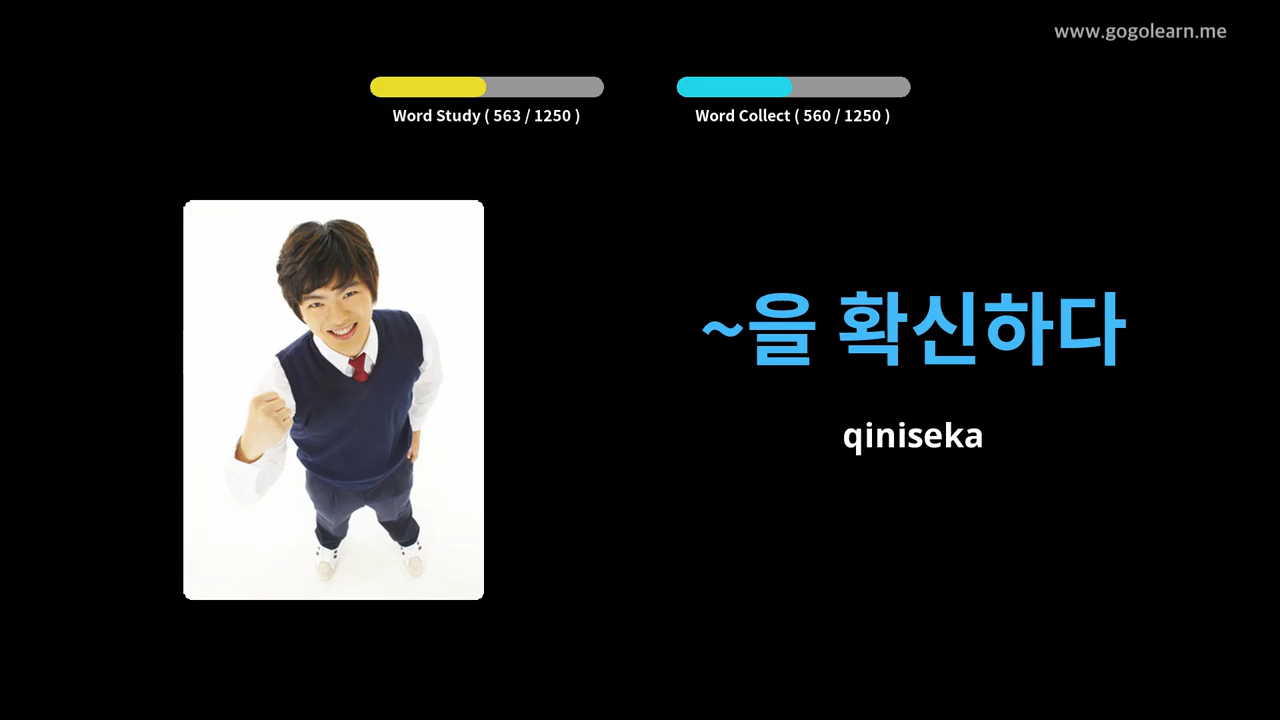 www.gogolearn.me
Word Study ( 563 / 1250 )
Word Collect ( 560 / 1250 )
~을 확신하다
qiniseka